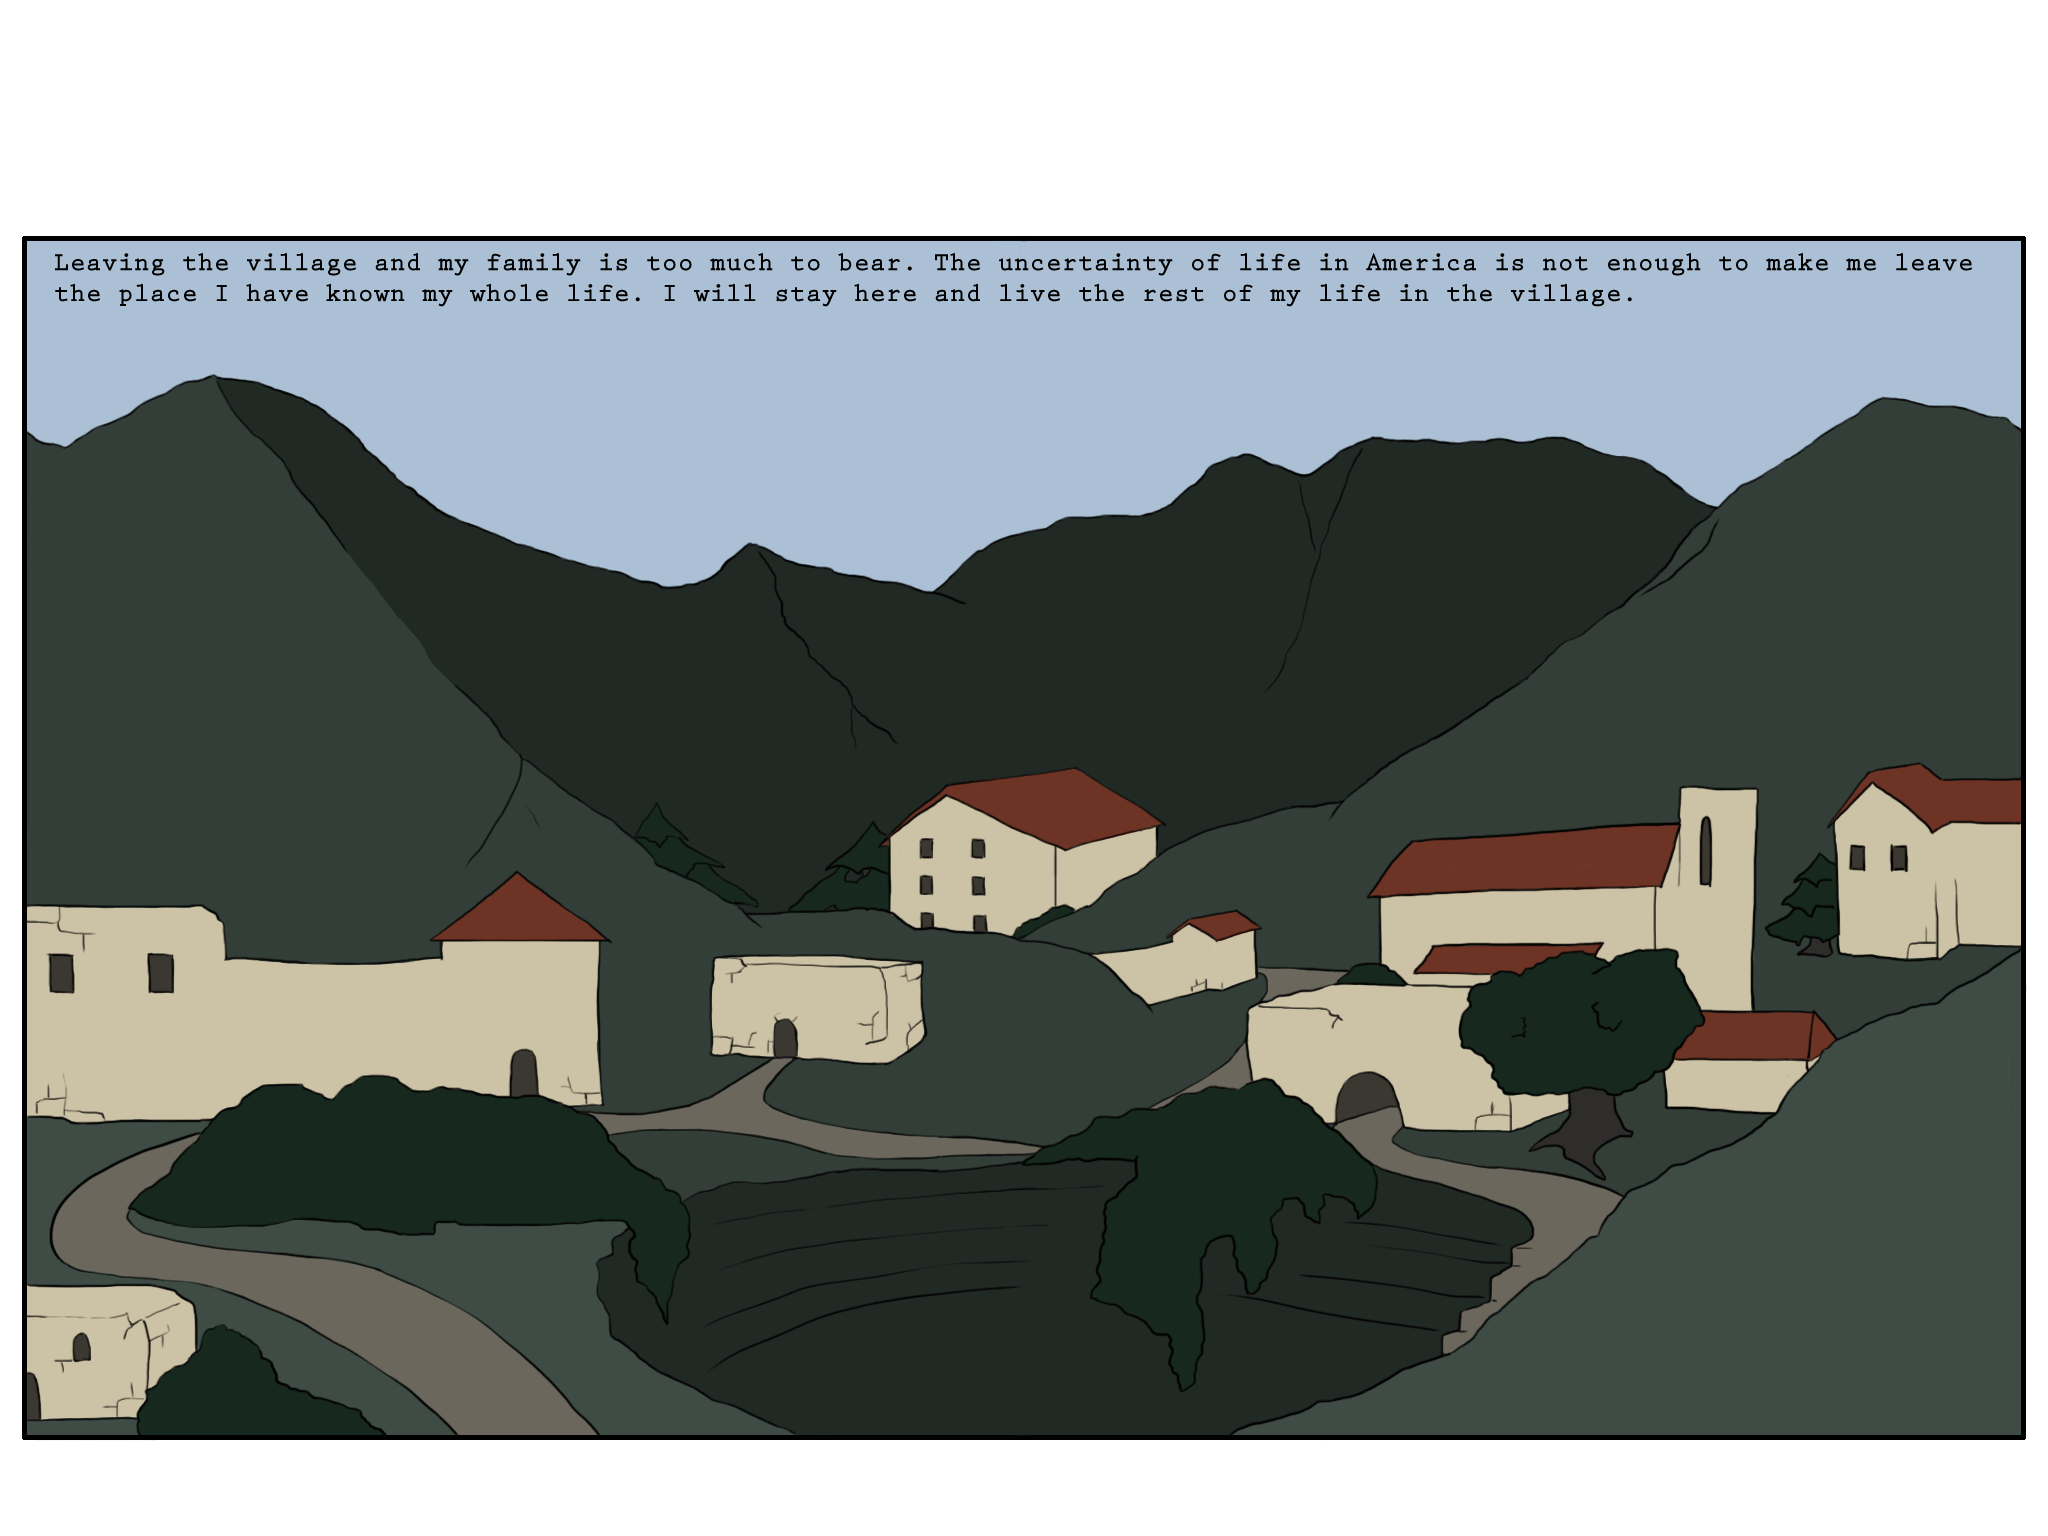 Leaving the village and my family is too much to bear. The uncertainty of life in America is not enough to make me leave
the place I have known my whole life. I will stay here and live the rest of my life in the village.